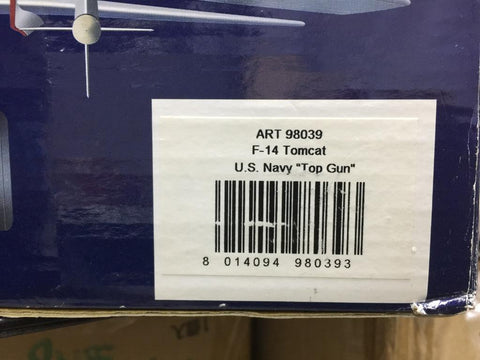 ART 98039
F-14 Tomcat
U.S. Navy "Top Gun"
8 014094 980393